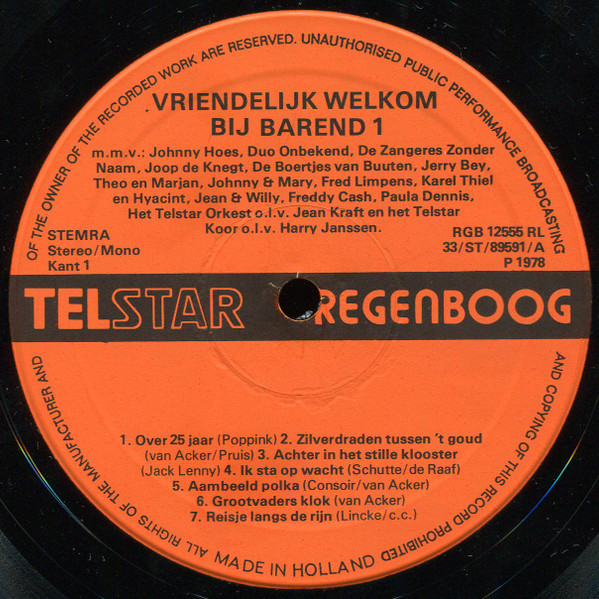 ALL RIGHTS OF THE MANUFACTURER AND OF THE OWNER OF THE RECORDED WORK ARE RESERVED. UNAUTHORISED PUBLIC PERFORMANCE BROADCASTING AND COPYING OF THIS RECORD PROHIBITED
VRIENDELIJK WELKOM
BIJ BAREND 1
m.m.v.: Johnny Hoes, Duo Onbekend, De Zangeres Zonder
Naam, Joop de Knegt, De Boertjes van Buuten, Jerry Bey,
Theo en Marjan, Johnny & Mary, Fred Limpens, Karel Thiel
en Hyacint, Jean & Willy, Freddy Cash, Paula Dennis,
Het Telstar Orkest o.l.v. Jean Kraft en het Telstar
Koor o.l.v. Harry Janssen.
STEMRA
Stereo/Mono
Kant 1
RGB 12555 RL
33/ST/89591/A
P 1978
TELSTAR REGENBOOG
1. Over 25 jaar (Poppink) 2. Zilverdraden tussen 't goud
(van Acker/Pruis) 3. Achter in het stille klooster
(Jack Lenny) 4. Ik sta op wacht (Schutte/de Raaf)
5. Aambeeld polka (Consoir/van Acker)
6. Grootvaders klok (van Acker)
7. Reisje langs de rijn (Lincke/c.c.)
MADE IN HOLLAND